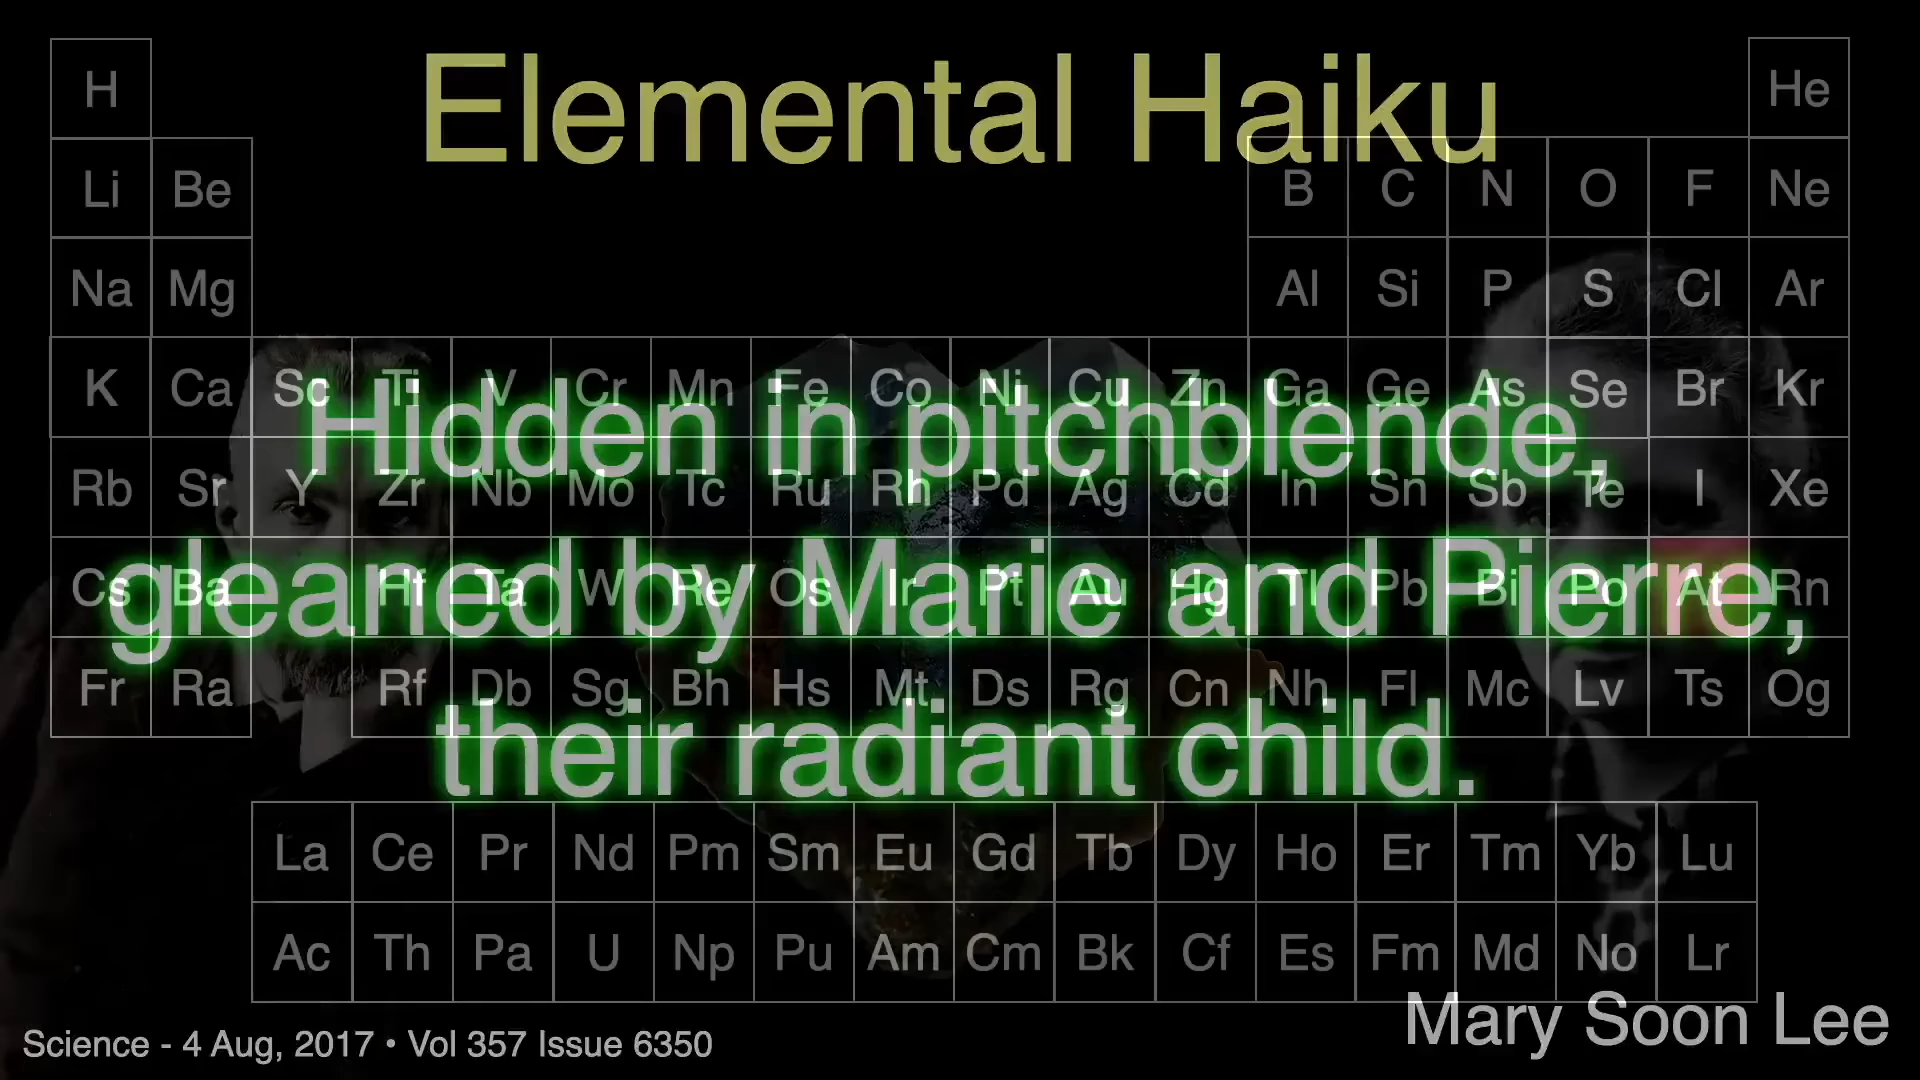 Elemental Haiku
H He
Li Be B C N O F Ne
Na Mg Al Si P S Cl Ar
K Ca Sc Ti V Cr Mn Fe Co Ni Cu Zn Ga Ge As Se Br Kr
Hidden in pitchblende,
Rb Sr Y Zr Nb Mo Tc Ru Rh Pd Ag Cd In Sn Sb Te I Xe
gleaned by Marie and Pierre,
Cs Ba Hf Ta W Re Os Ir Pt Au Hg Tl Pb Bi Po At Rn
Fr Ra Rf Db Sg Bh Hs Mt Ds Rg Cn Nh Fl Mc Lv Ts Og
their radiant child.
La Ce Pr Nd Pm Sm Eu Gd Tb Dy Ho Er Tm Yb Lu
Ac Th Pa U Np Pu Am Cm Bk Cf Es Fm Md No Lr
Mary Soon Lee
Science - 4 Aug, 2017 • Vol 357 Issue 6350